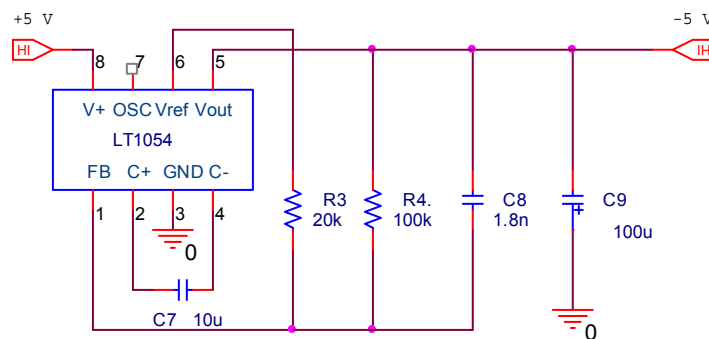 +5 V
-5 V
HI
IH
8 7 6 5
V+ OSC Vref Vout
LT1054
FB C+ GND C-
1 2 3 4
0
R3
20k
R4.
100k
C8
1.8n
C9
100u
C7 10u
0